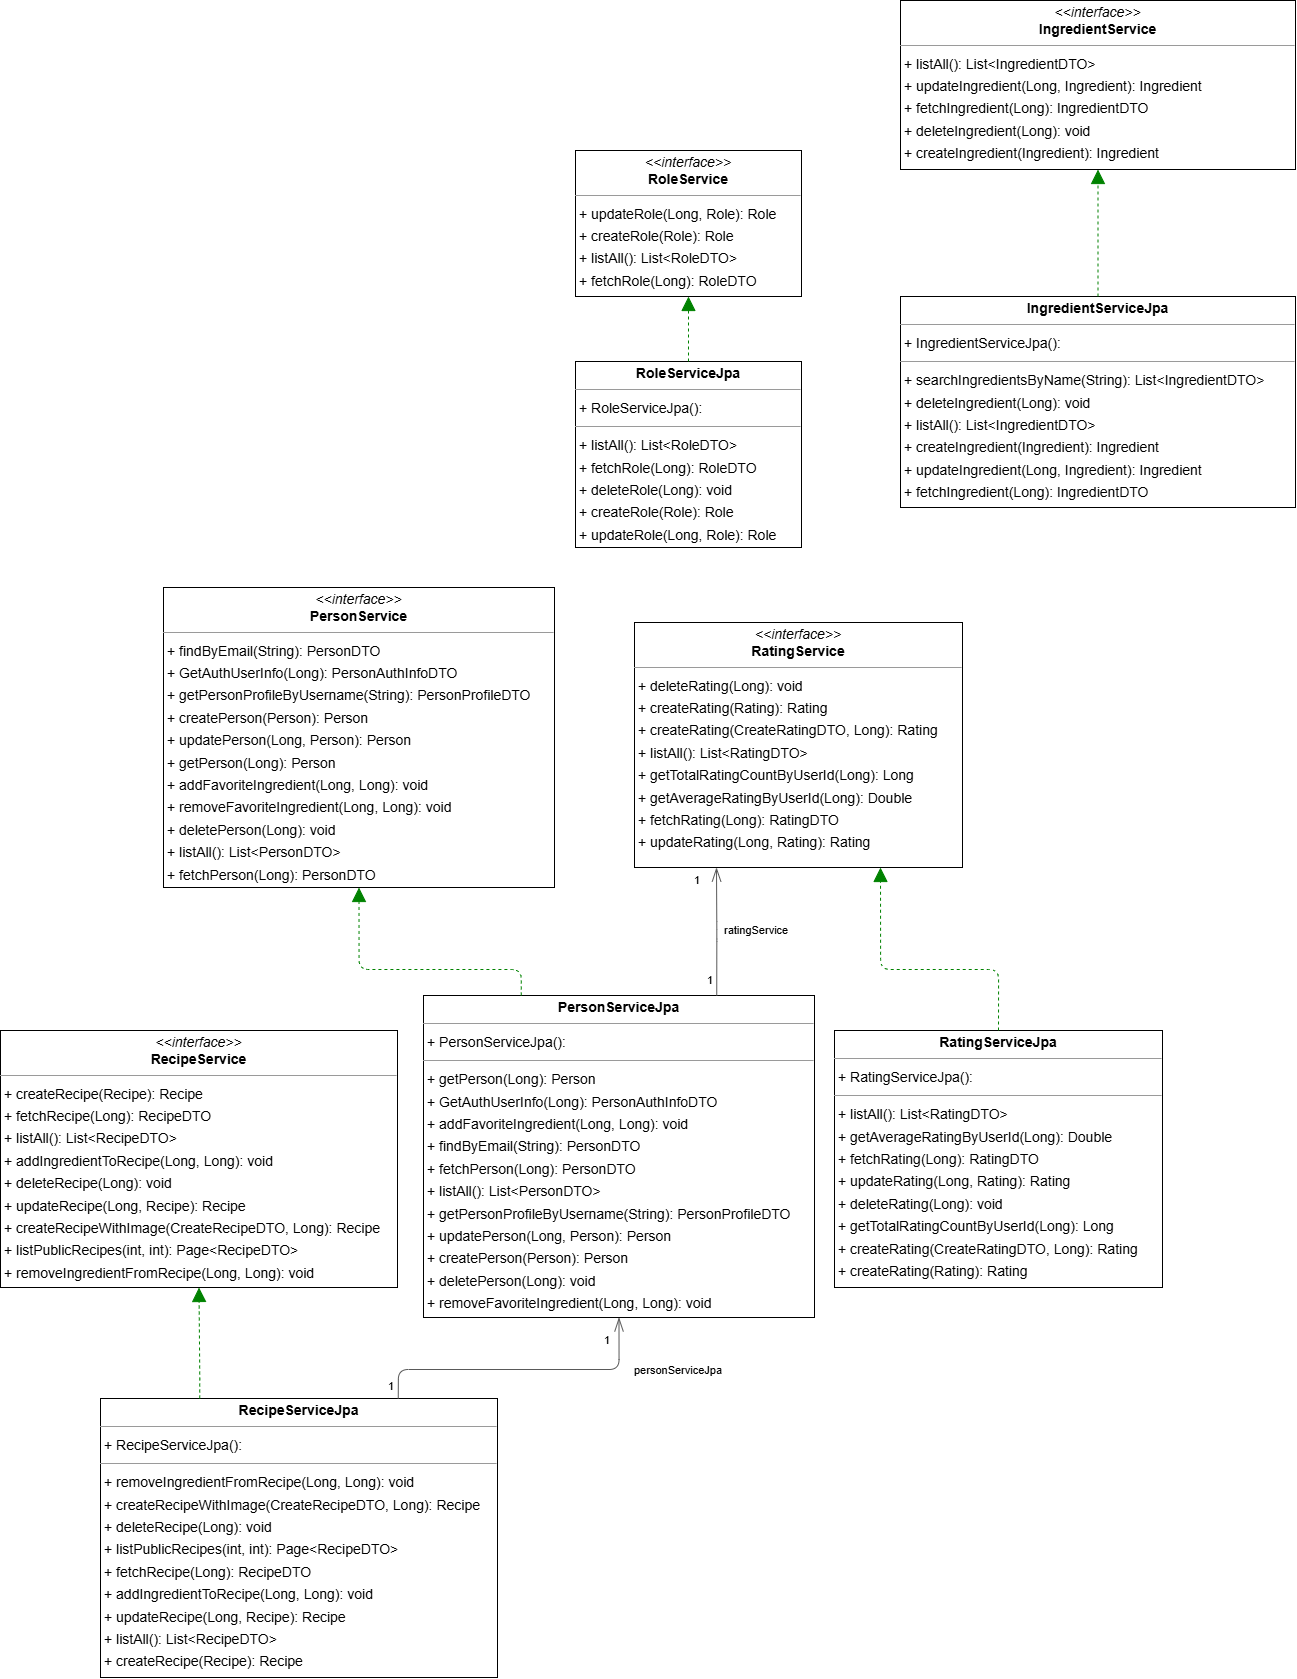 <<interface>>
IngredientService
+ listAll(): List<IngredientDTO>
+ updateIngredient(Long, Ingredient): Ingredient
+ fetchIngredient(Long): IngredientDTO
+ deleteIngredient(Long): void
+ createIngredient(Ingredient): Ingredient
<<interface>>
RoleService
+ updateRole(Long, Role): Role
+ createRole(Role): Role
+ listAll(): List<RoleDTO>
+ fetchRole(Long): RoleDTO
IngredientServiceJpa
+ IngredientServiceJpa():
+ searchIngredientsByName(String): List<IngredientDTO>
+ deleteIngredient(Long): void
+ listAll(): List<IngredientDTO>
+ createIngredient(Ingredient): Ingredient
+ updateIngredient(Long, Ingredient): Ingredient
+ fetchIngredient(Long): IngredientDTO
RoleServiceJpa
+ RoleServiceJpa():
+ listAll(): List<RoleDTO>
+ fetchRole(Long): RoleDTO
+ deleteRole(Long): void
+ createRole(Role): Role
+ updateRole(Long, Role): Role
<<interface>>
PersonService
+ findByEmail(String): PersonDTO
+ GetAuthUserInfo(Long): PersonAuthInfoDTO
+ getPersonProfileByUsername(String): PersonProfileDTO
+ createPerson(Person): Person
+ updatePerson(Long, Person): Person
+ getPerson(Long): Person
+ addFavoriteIngredient(Long, Long): void
+ removeFavoriteIngredient(Long, Long): void
+ deletePerson(Long): void
+ listAll(): List<PersonDTO>
+ fetchPerson(Long): PersonDTO
<<interface>>
RatingService
+ deleteRating(Long): void
+ createRating(Rating): Rating
+ createRating(CreateRatingDTO, Long): Rating
+ listAll(): List<RatingDTO>
+ getTotalRatingCountByUserId(Long): Long
+ getAverageRatingByUserId(Long): Double
+ fetchRating(Long): RatingDTO
+ updateRating(Long, Rating): Rating
1
ratingService
1
PersonServiceJpa
+ PersonServiceJpa():
+ getPerson(Long): Person
+ GetAuthUserInfo(Long): PersonAuthInfoDTO
+ addFavoriteIngredient(Long, Long): void
+ findByEmail(String): PersonDTO
+ fetchPerson(Long): PersonDTO
+ listAll(): List<PersonDTO>
+ getPersonProfileByUsername(String): PersonProfileDTO
+ updatePerson(Long, Person): Person
+ createPerson(Person): Person
+ deletePerson(Long): void
+ removeFavoriteIngredient(Long, Long): void
<<interface>>
RecipeService
+ createRecipe(Recipe): Recipe
+ fetchRecipe(Long): RecipeDTO
+ listAll(): List<RecipeDTO>
+ addIngredientToRecipe(Long, Long): void
+ deleteRecipe(Long): void
+ updateRecipe(Long, Recipe): Recipe
+ createRecipeWithImage(CreateRecipeDTO, Long): Recipe
+ listPublicRecipes(int, int): Page<RecipeDTO>
+ removeIngredientFromRecipe(Long, Long): void
RatingServiceJpa
+ RatingServiceJpa():
+ listAll(): List<RatingDTO>
+ getAverageRatingByUserId(Long): Double
+ fetchRating(Long): RatingDTO
+ updateRating(Long, Rating): Rating
+ deleteRating(Long): void
+ getTotalRatingCountByUserId(Long): Long
+ createRating(CreateRatingDTO, Long): Rating
+ createRating(Rating): Rating
1
personServiceJpa
1
RecipeServiceJpa
+ RecipeServiceJpa():
+ removeIngredientFromRecipe(Long, Long): void
+ createRecipeWithImage(CreateRecipeDTO, Long): Recipe
+ deleteRecipe(Long): void
+ listPublicRecipes(int, int): Page<RecipeDTO>
+ fetchRecipe(Long): RecipeDTO
+ addIngredientToRecipe(Long, Long): void
+ updateRecipe(Long, Recipe): Recipe
+ listAll(): List<RecipeDTO>
+ createRecipe(Recipe): Recipe